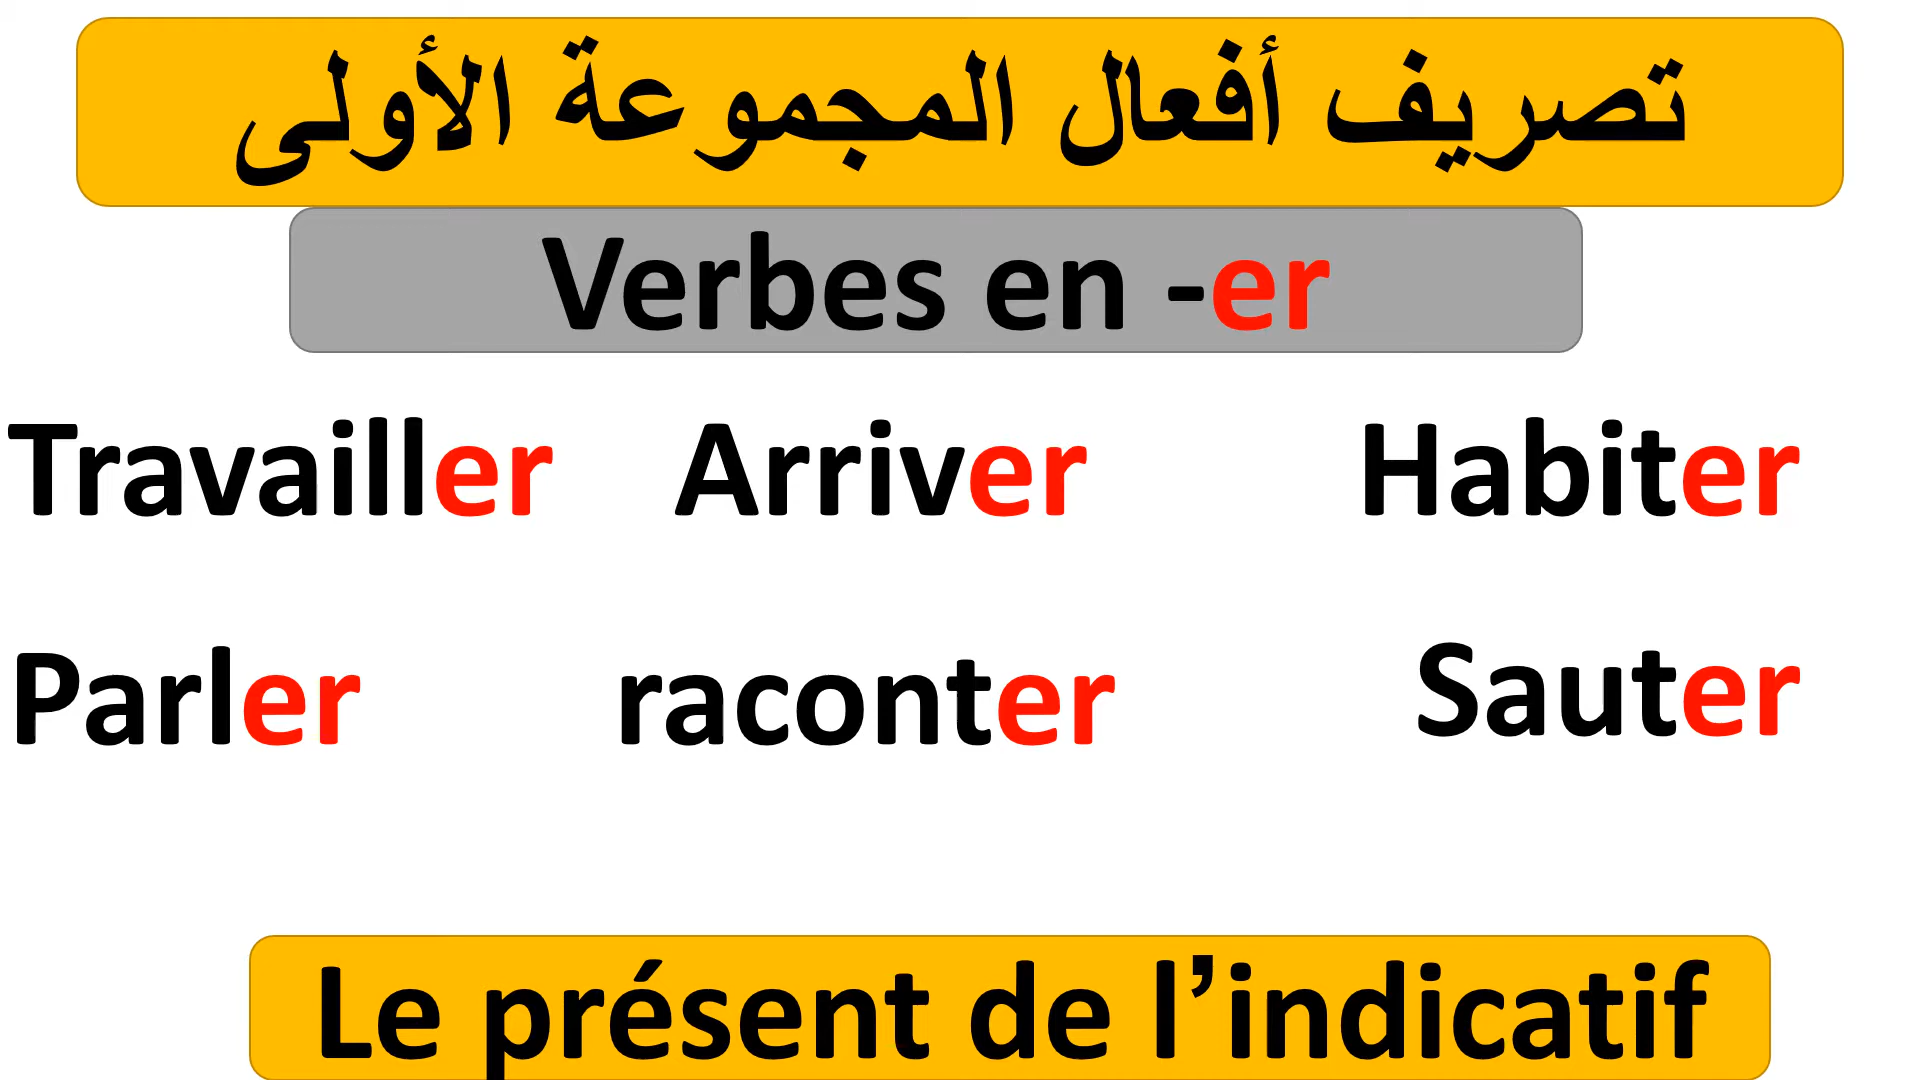 تصريف أفعال المجموعة الأولى
Verbes en -er
Travailler Arriver Habiter
Parler raconter Sauter
Le présent de l’indicatif